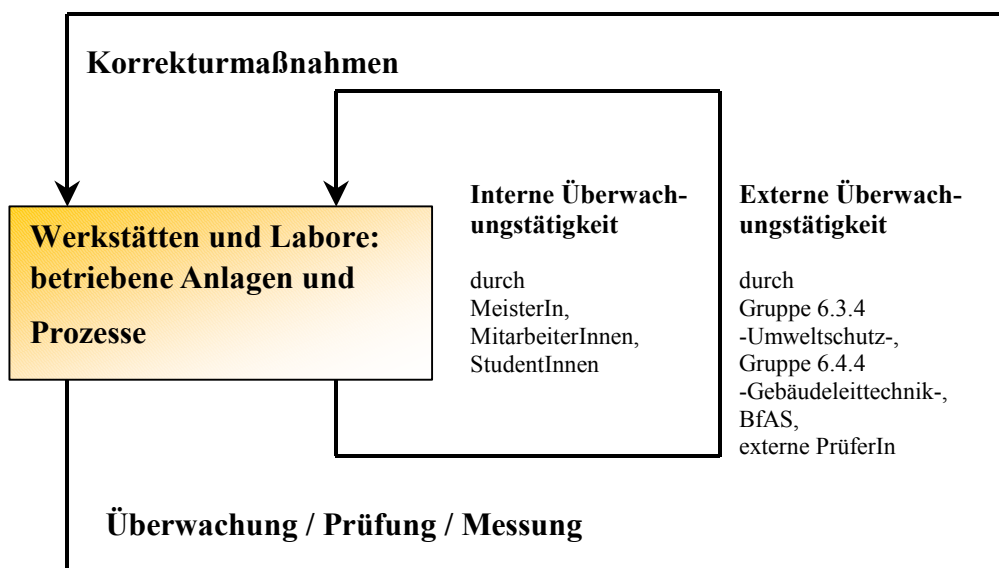 Korrekturmaßnahmen
Werkstätten und Labore:
betriebene Anlagen und
Prozesse
Interne Überwach-
ungstätigkeit
durch
MeisterIn,
MitarbeiterInnen,
StudentInnen
Externe Überwach-
ungstätigkeit
durch
Gruppe 6.3.4
-Umweltschutz-,
Gruppe 6.4.4
-Gebäudeleittechnik-,
BfAS,
externe PrüferIn
Überwachung / Prüfung / Messung